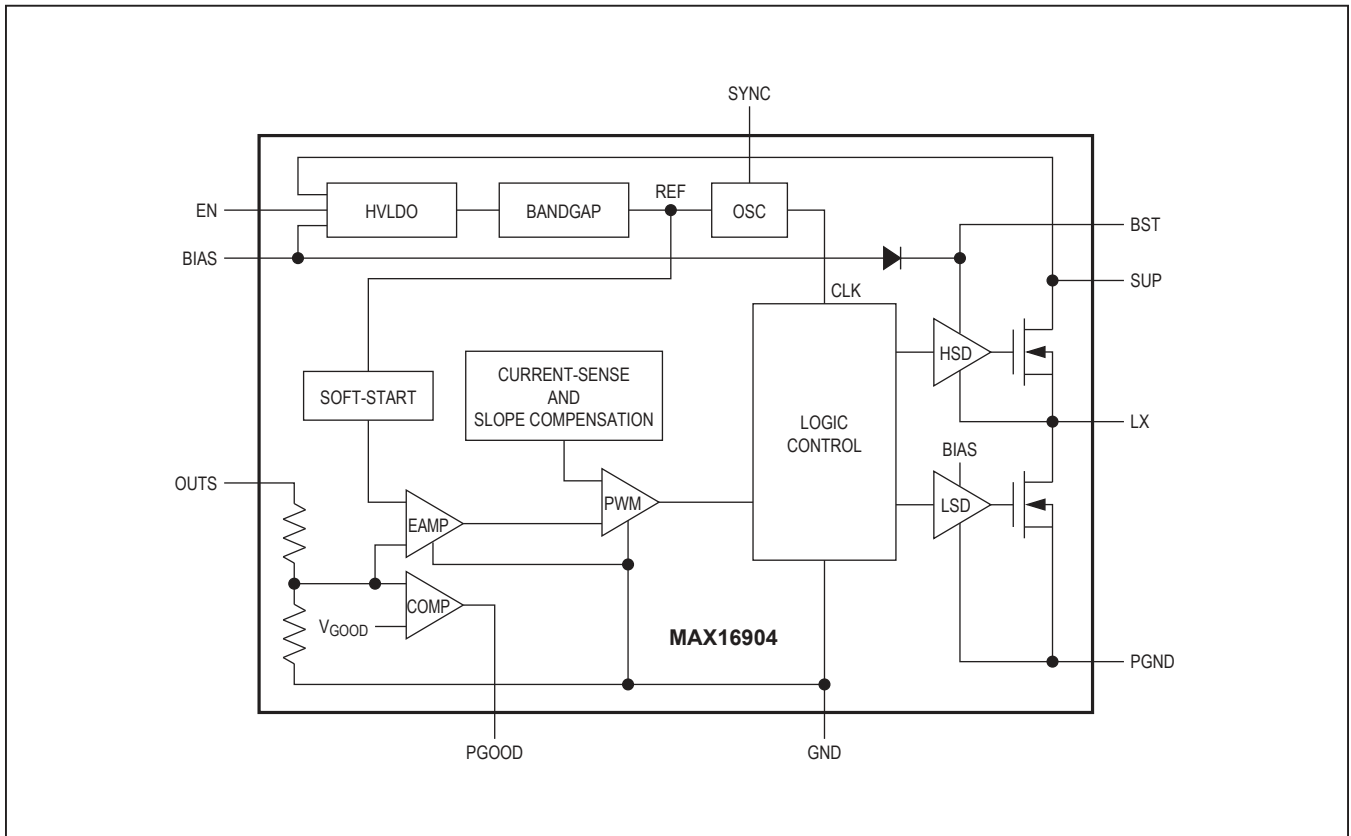 SYNC
HVLDO
BANDGAP
REF
OSC
EN
BIAS
BST
SUP
CLK
HSD
SOFT-START
CURRENT-SENSE
AND
SLOPE COMPENSATION
LOGIC
CONTROL
LX
BIAS
LSD
OUTS
EAMP
PWM
COMP
VGOOD
MAX16904
PGND
PGOOD
GND